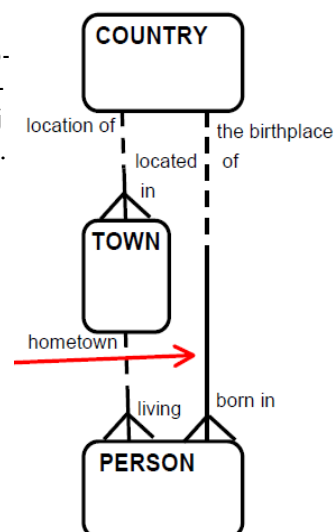 COUNTRY
location of
the birthplace
located of
in
TOWN
hometown
living
born in
PERSON